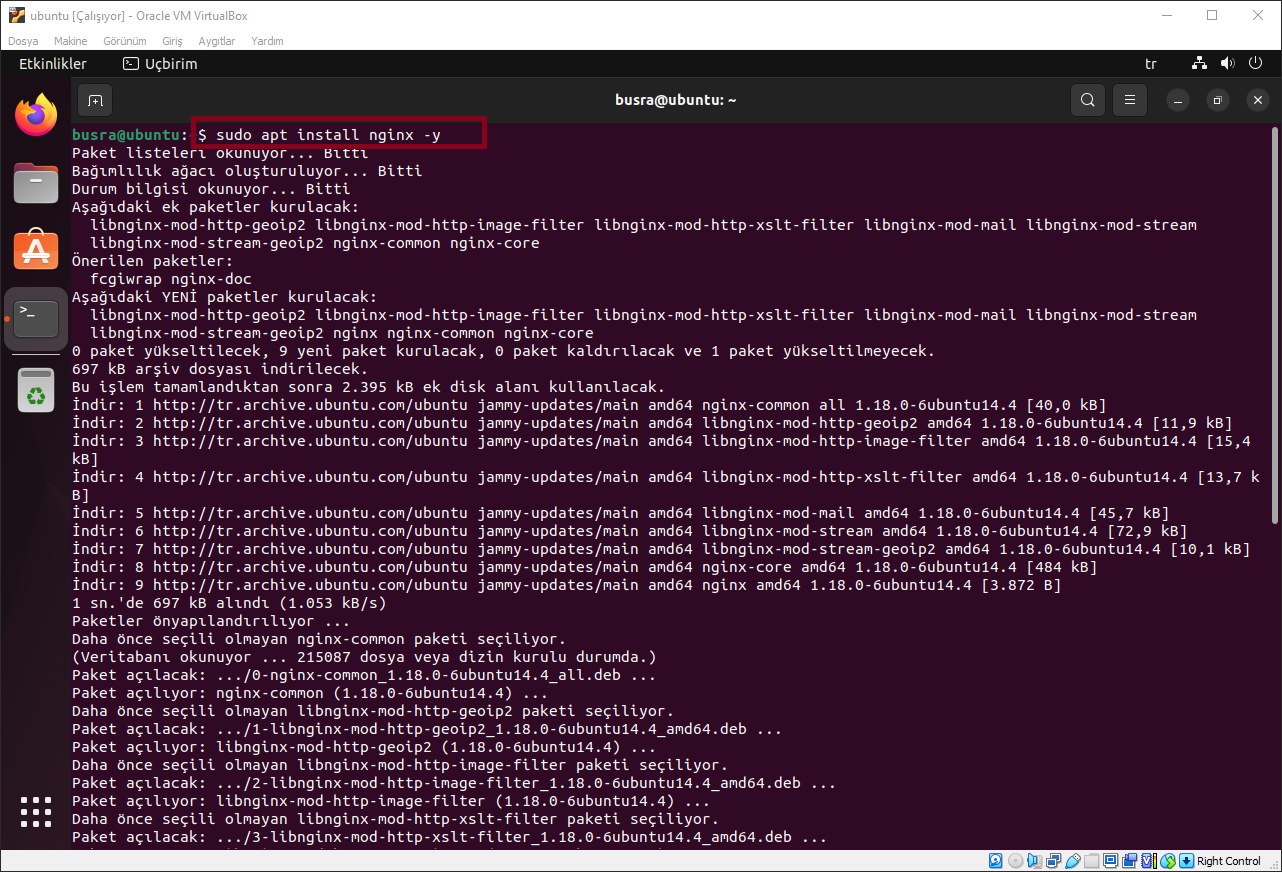 ubuntu [Çalışıyor] - Oracle VM VirtualBox
Dosya Makine Görünüm Giriş Aygıtlar Yardım
Etkinlikler Uçbirim tr
busra@ubuntu: ~
busra@ubuntu: $ sudo apt install nginx -y
Paket listeleri okunuyor... Bitti
Bağımlılık ağacı oluşturuluyor... Bitti
Durum bilgisi okunuyor... Bitti
Aşağıdaki ek paketler kurulacak:
libnginx-mod-http-geoip2 libnginx-mod-http-image-filter libnginx-mod-http-xslt-filter libnginx-mod-mail libnginx-mod-stream
libnginx-mod-stream-geoip2 nginx-common nginx-core
Önerilen paketler:
fcgiwrap nginx-doc
Aşağıdaki YENİ paketler kurulacak:
libnginx-mod-http-geoip2 libnginx-mod-http-image-filter libnginx-mod-http-xslt-filter libnginx-mod-mail libnginx-mod-stream
libnginx-mod-stream-geoip2 nginx nginx-common nginx-core
0 paket yükseltilecek, 9 yeni paket kurulacak, 0 paket kaldırılacak ve 1 paket yükseltilmeyecek.
697 kB arşiv dosyası indirilecek.
Bu işlem tamamlandıktan sonra 2.395 kB ek disk alanı kullanılacak.
İndir: 1 http://tr.archive.ubuntu.com/ubuntu jammy-updates/main amd64 nginx-common all 1.18.0-6ubuntu14.4 [40,0 kB]
İndir: 2 http://tr.archive.ubuntu.com/ubuntu jammy-updates/main amd64 libnginx-mod-http-geoip2 amd64 1.18.0-6ubuntu14.4 [11,9 kB]
İndir: 3 http://tr.archive.ubuntu.com/ubuntu jammy-updates/main amd64 libnginx-mod-http-image-filter amd64 1.18.0-6ubuntu14.4 [15,4
kB]
İndir: 4 http://tr.archive.ubuntu.com/ubuntu jammy-updates/main amd64 libnginx-mod-http-xslt-filter amd64 1.18.0-6ubuntu14.4 [13,7 k
B]
İndir: 5 http://tr.archive.ubuntu.com/ubuntu jammy-updates/main amd64 libnginx-mod-mail amd64 1.18.0-6ubuntu14.4 [45,7 kB]
İndir: 6 http://tr.archive.ubuntu.com/ubuntu jammy-updates/main amd64 libnginx-mod-stream amd64 1.18.0-6ubuntu14.4 [72,9 kB]
İndir: 7 http://tr.archive.ubuntu.com/ubuntu jammy-updates/main amd64 libnginx-mod-stream-geoip2 amd64 1.18.0-6ubuntu14.4 [10,1 kB]
İndir: 8 http://tr.archive.ubuntu.com/ubuntu jammy-updates/main amd64 nginx-core amd64 1.18.0-6ubuntu14.4 [484 kB]
İndir: 9 http://tr.archive.ubuntu.com/ubuntu jammy-updates/main amd64 nginx amd64 1.18.0-6ubuntu14.4 [3.872 B]
1 sn.'de 697 kB alındı (1.053 kB/s)
Paketler önyapılandırılıyor ...
Daha önce seçili olmayan nginx-common paketi seçiliyor.
(Veritabanı okunuyor ... 215087 dosya veya dizin kurulu durumda.)
Paket açılacak: .../0-nginx-common_1.18.0-6ubuntu14.4_all.deb ...
Paket açılıyor: nginx-common (1.18.0-6ubuntu14.4) ...
Daha önce seçili olmayan libnginx-mod-http-geoip2 paketi seçiliyor.
Paket açılacak: .../1-libnginx-mod-http-geoip2_1.18.0-6ubuntu14.4_amd64.deb ...
Paket açılıyor: libnginx-mod-http-geoip2 (1.18.0-6ubuntu14.4) ...
Daha önce seçili olmayan libnginx-mod-http-image-filter paketi seçiliyor.
Paket açılacak: .../2-libnginx-mod-http-image-filter_1.18.0-6ubuntu14.4_amd64.deb ...
Paket açılıyor: libnginx-mod-http-image-filter (1.18.0-6ubuntu14.4) ...
Daha önce seçili olmayan libnginx-mod-http-xslt-filter paketi seçiliyor.
Paket açılacak: .../3-libnginx-mod-http-xslt-filter_1.18.0-6ubuntu14.4_amd64.deb ...
Right Control